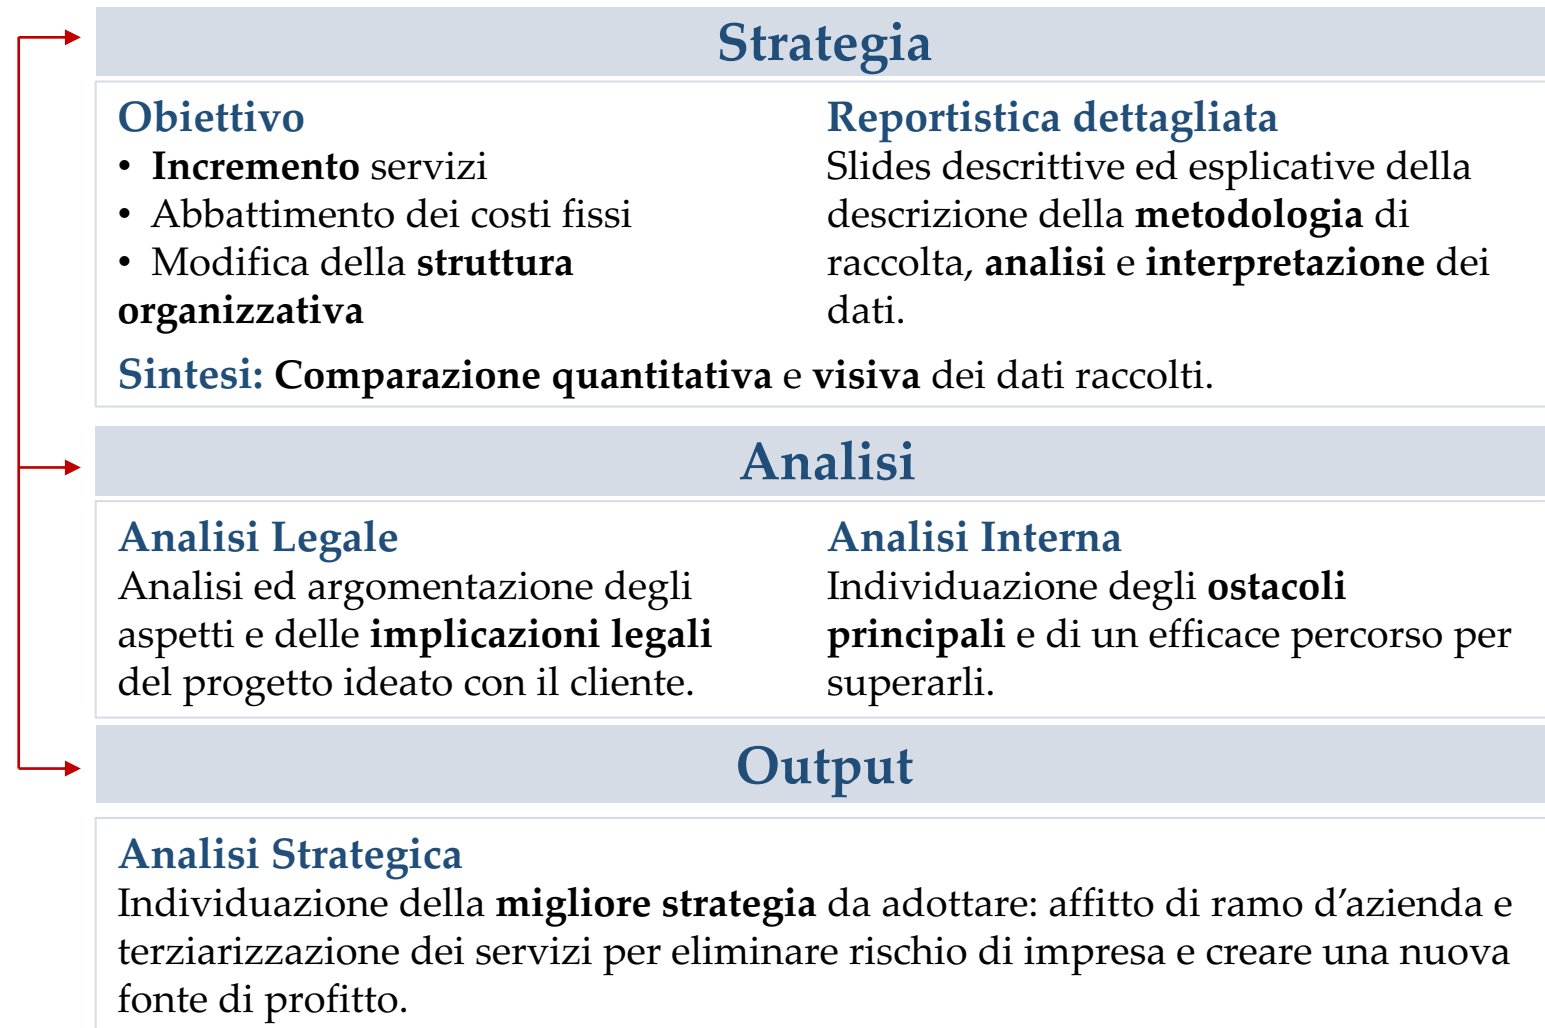 Strategia
Obiettivo
• Incremento servizi
• Abbattimento dei costi fissi
• Modifica della struttura
organizzativa
Reportistica dettagliata
Slides descrittive ed esplicative della
descrizione della metodologia di
raccolta, analisi e interpretazione dei
dati.
Sintesi: Comparazione quantitativa e visiva dei dati raccolti.
Analisi
Analisi Legale
Analisi ed argomentazione degli
aspetti e delle implicazioni legali
del progetto ideato con il cliente.
Analisi Interna
Individuazione degli ostacoli
principali e di un efficace percorso per
superarli.
Output
Analisi Strategica
Individuazione della migliore strategia da adottare: affitto di ramo d’azienda e
terziarizzazione dei servizi per eliminare rischio di impresa e creare una nuova
fonte di profitto.